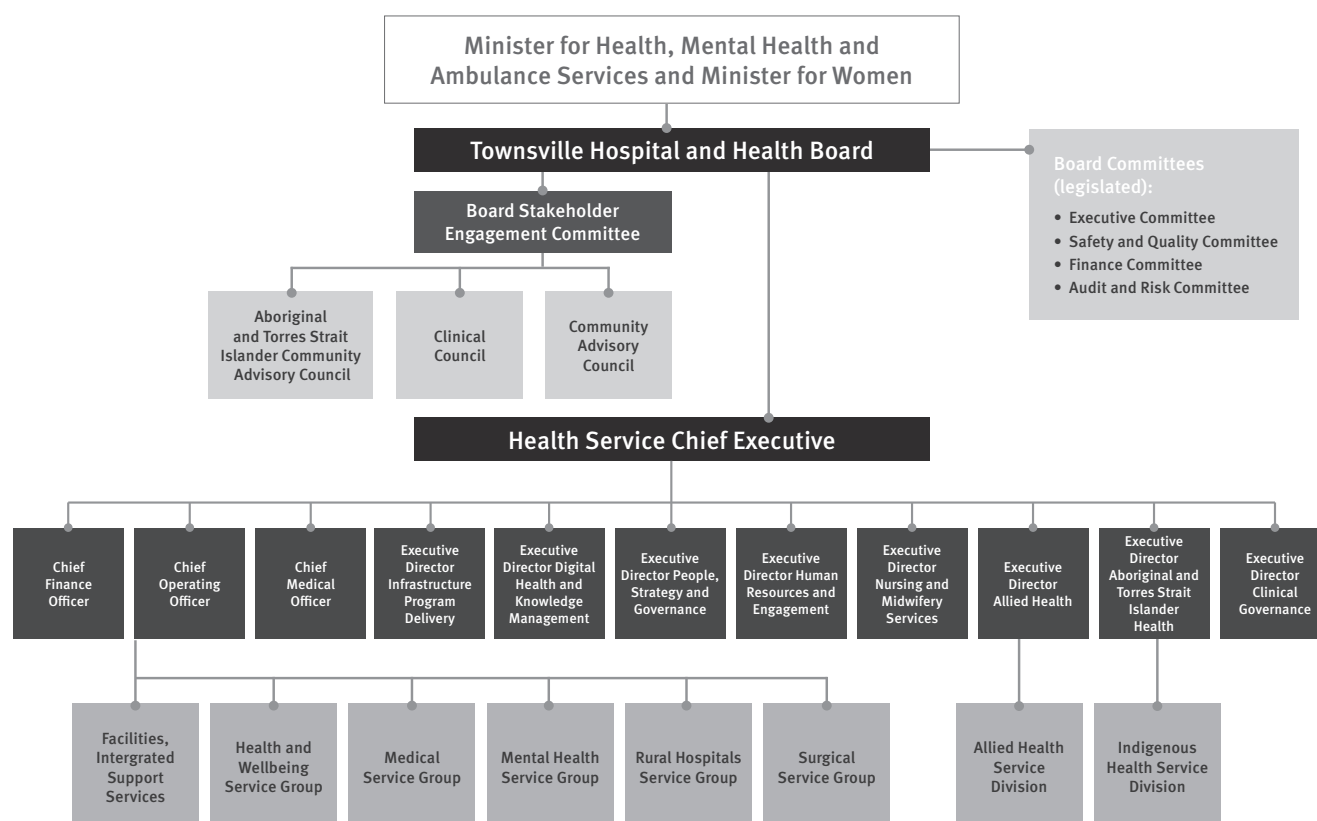 Minister for Health, Mental Health and
Ambulance Services and Minister for Women
Townsville Hospital and Health Board
Board Committees
(legislated):
• Executive Committee
• Safety and Quality Committee
• Finance Committee
• Audit and Risk Committee
Board Stakeholder
Engagement Committee
Aboriginal
and Torres Strait
Islander Community
Advisory Council
Clinical
Council
Community
Advisory
Council
Health Service Chief Executive
Chief
Finance
Officer
Chief
Operating
Officer
Chief
Medical
Officer
Executive
Director
Infrastructure
Program
Delivery
Executive
Director Digital
Health and
Knowledge
Management
Executive
Director People,
Strategy and
Governance
Executive
Director Human
Resources and
Engagement
Executive
Director
Nursing and
Midwifery
Services
Executive
Director
Allied Health
Executive
Director
Aboriginal and
Torres Strait
Islander
Health
Executive
Director
Clinical
Governance
Facilities,
Intergrated
Support
Services
Health and
Wellbeing
Service Group
Medical
Service Group
Mental Health
Service Group
Rural Hospitals
Service Group
Surgical
Service Group
Allied Health
Service
Division
Indigenous
Health Service
Division